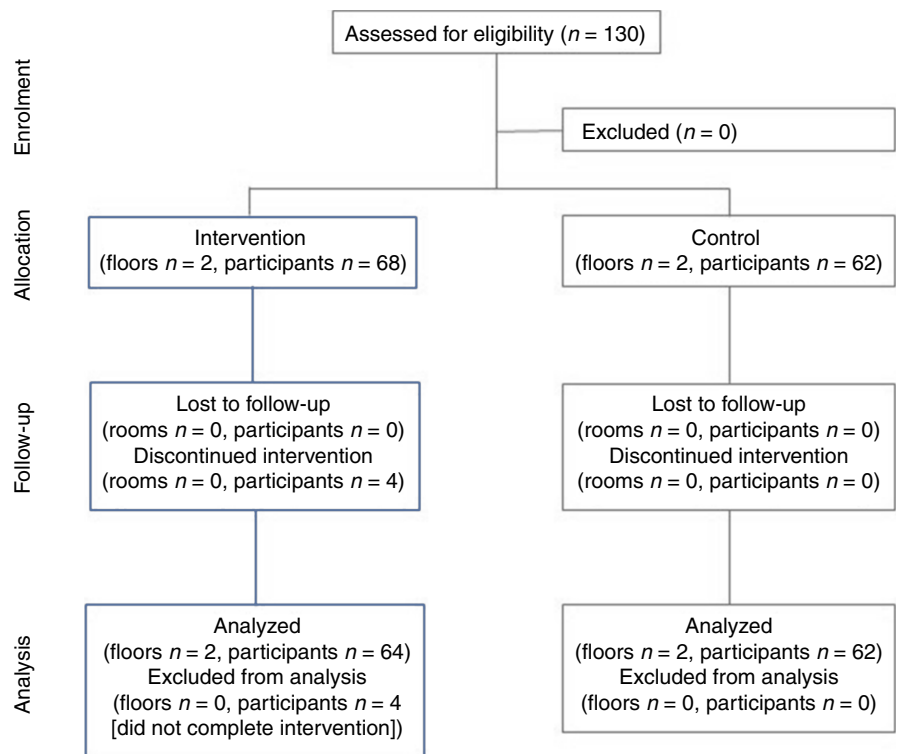 Assessed for eligibility (n = 130)
Enrolment
Excluded (n = 0)
Allocation
Intervention
(floors n = 2, participants n = 68)
Control
(floors n = 2, participants n = 62)
Follow-up
Lost to follow-up
(rooms n = 0, participants n = 0)
Discontinued intervention
(rooms n = 0, participants n = 4)
Lost to follow-up
(rooms n = 0, participants n = 0)
Discontinued intervention
(rooms n = 0, participants n = 0)
Analysis
Analyzed
(floors n = 2, participants n = 64)
Excluded from analysis
(floors n = 0, participants n = 4
[did not complete intervention])
Analyzed
(floors n = 2, participants n = 62)
Excluded from analysis
(floors n = 0, participants n = 0)